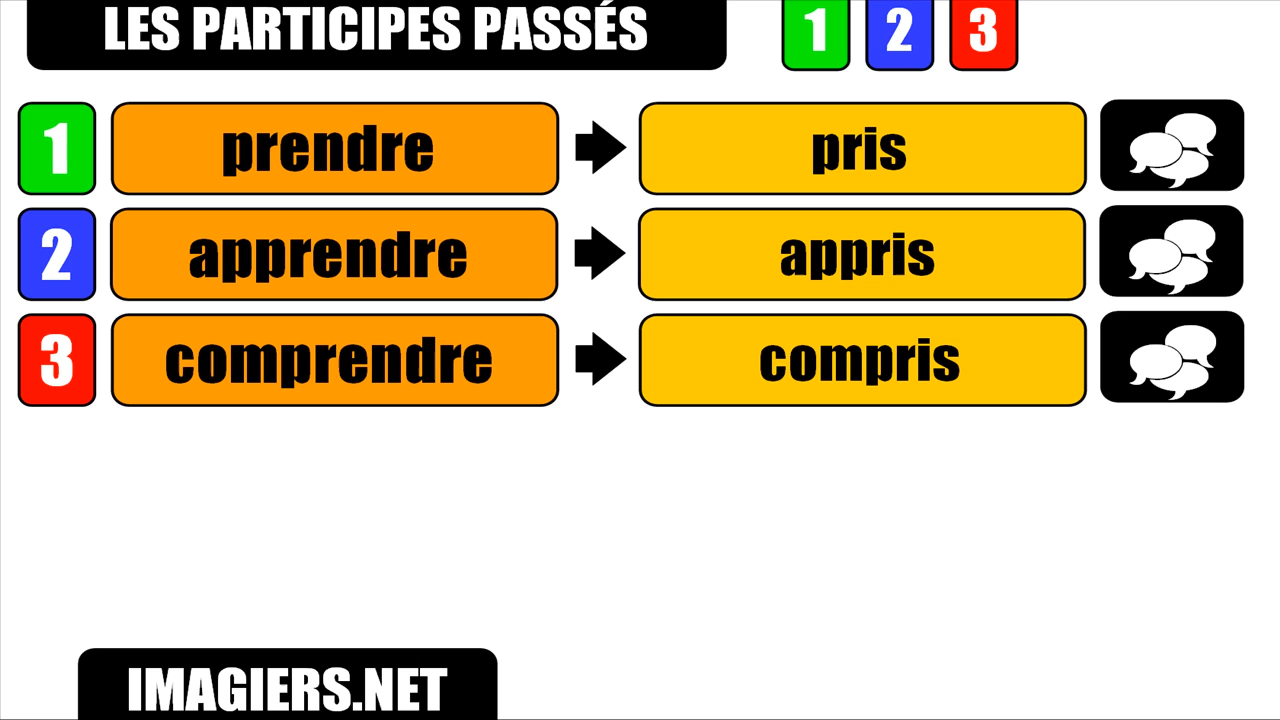 LES PARTICIPES PASSÉS 1 2 3
1 prendre pris
2 apprendre appris
3 comprendre compris
IMAGIERS.NET